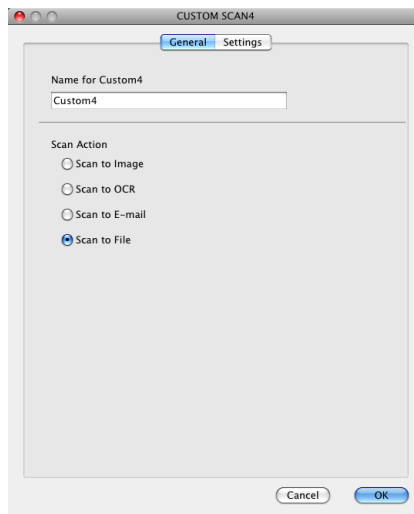 CUSTOM SCAN4
General Settings
Name for Custom4
Custom4
Scan Action
Scan to Image
Scan to OCR
Scan to E-mail
Scan to File
Cancel OK